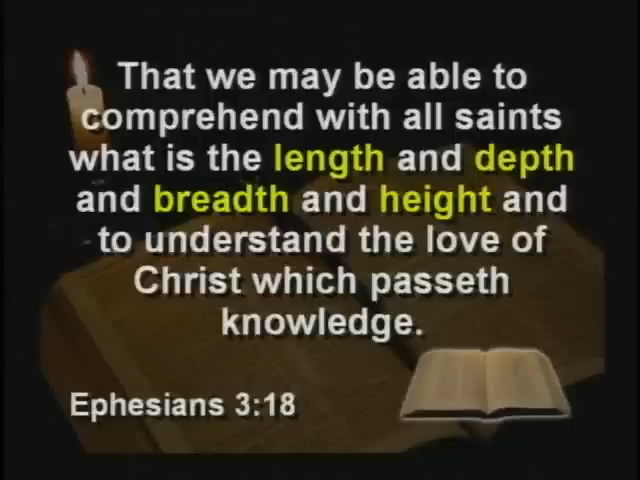 That we may be able to
comprehend with all saints
what is the length and depth
and breadth and height and
to understand the love of
Christ which passeth
knowledge.
Ephesians 3:18